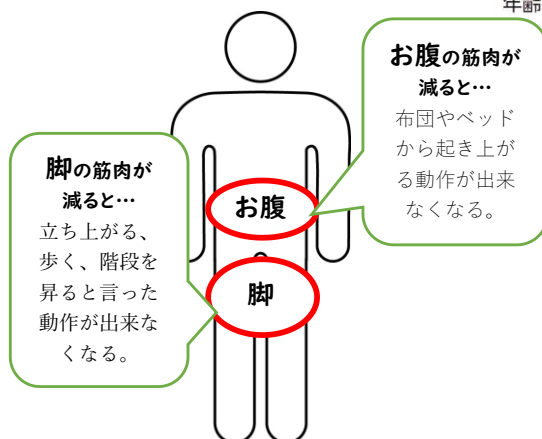 年齢
お腹の筋肉が
減ると…
布団やベッド
から起き上が
る動作が出来
なくなる。
脚の筋肉が
減ると…
立ち上がる、
歩く、階段を
昇ると言った
動作が出来な
くなる。
お腹
脚